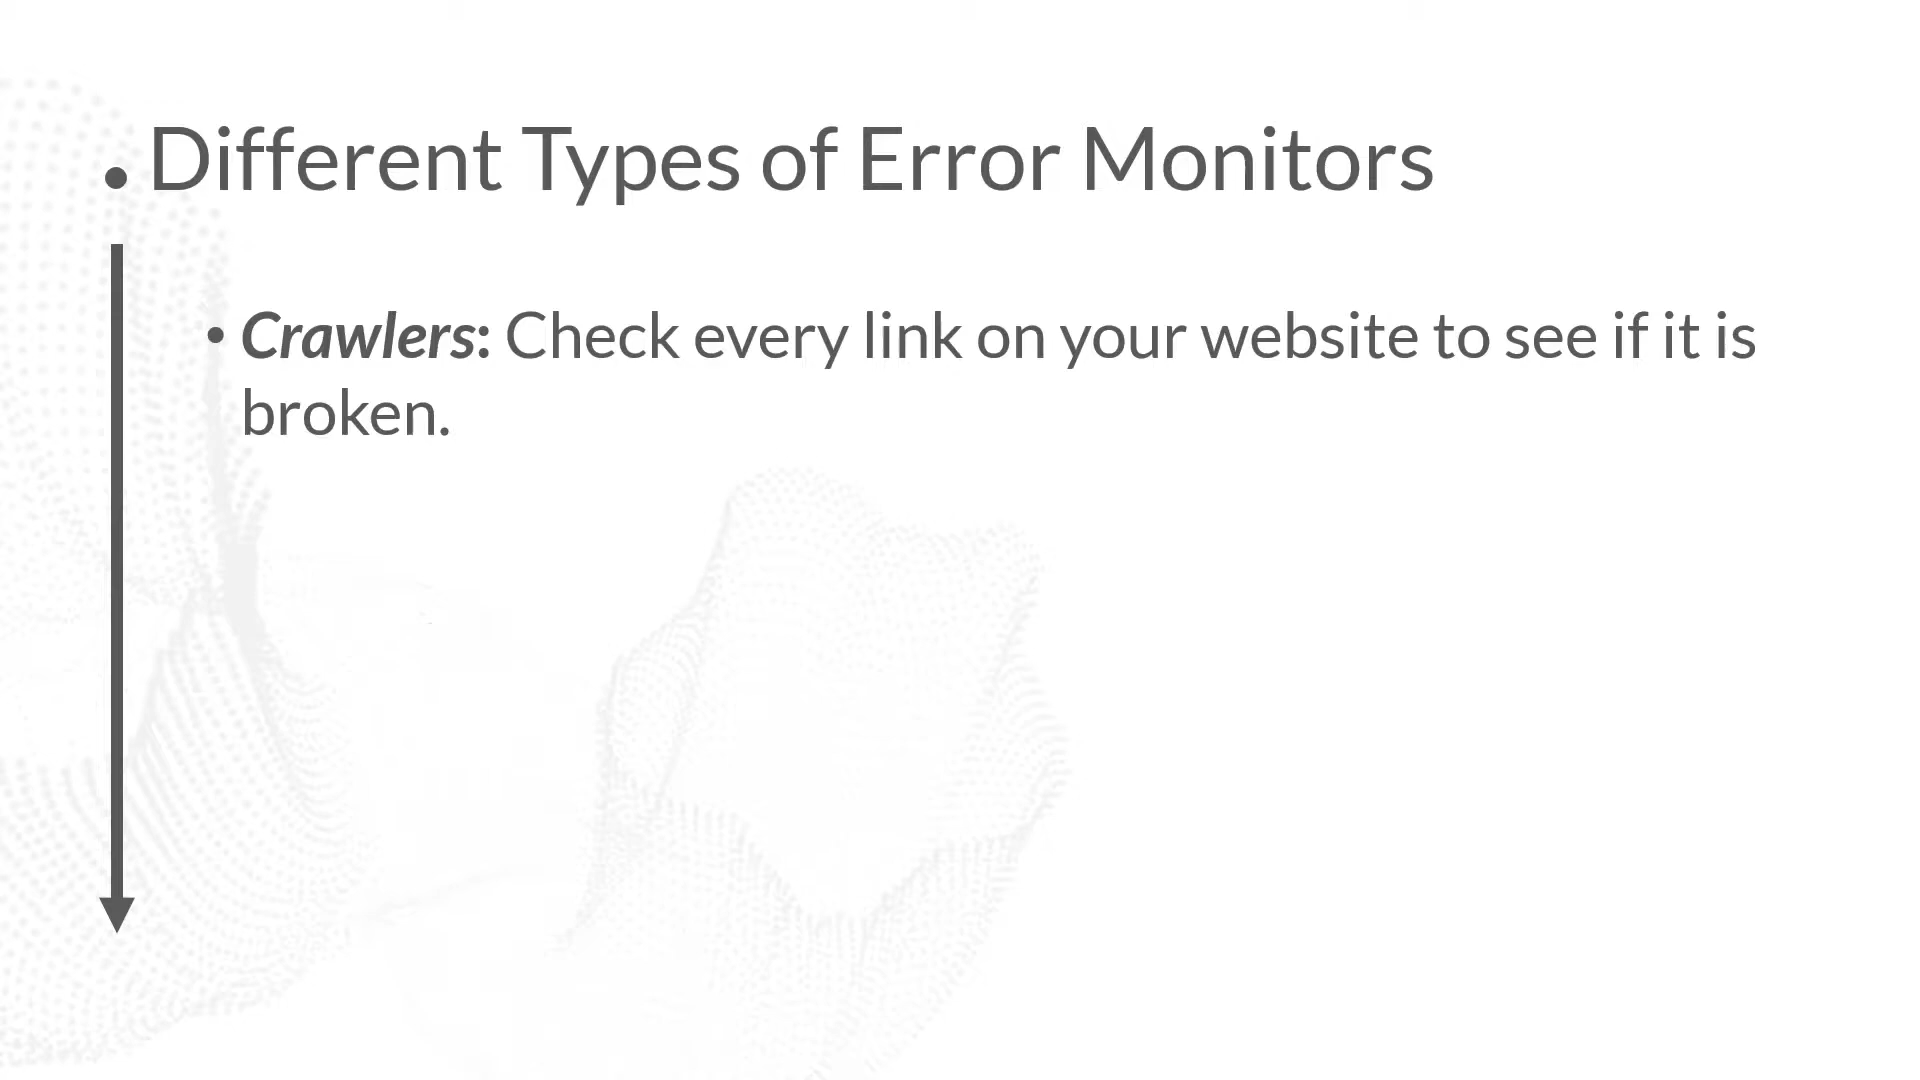 • Different Types of Error Monitors
• Crawlers: Check every link on your website to see if it is
broken.